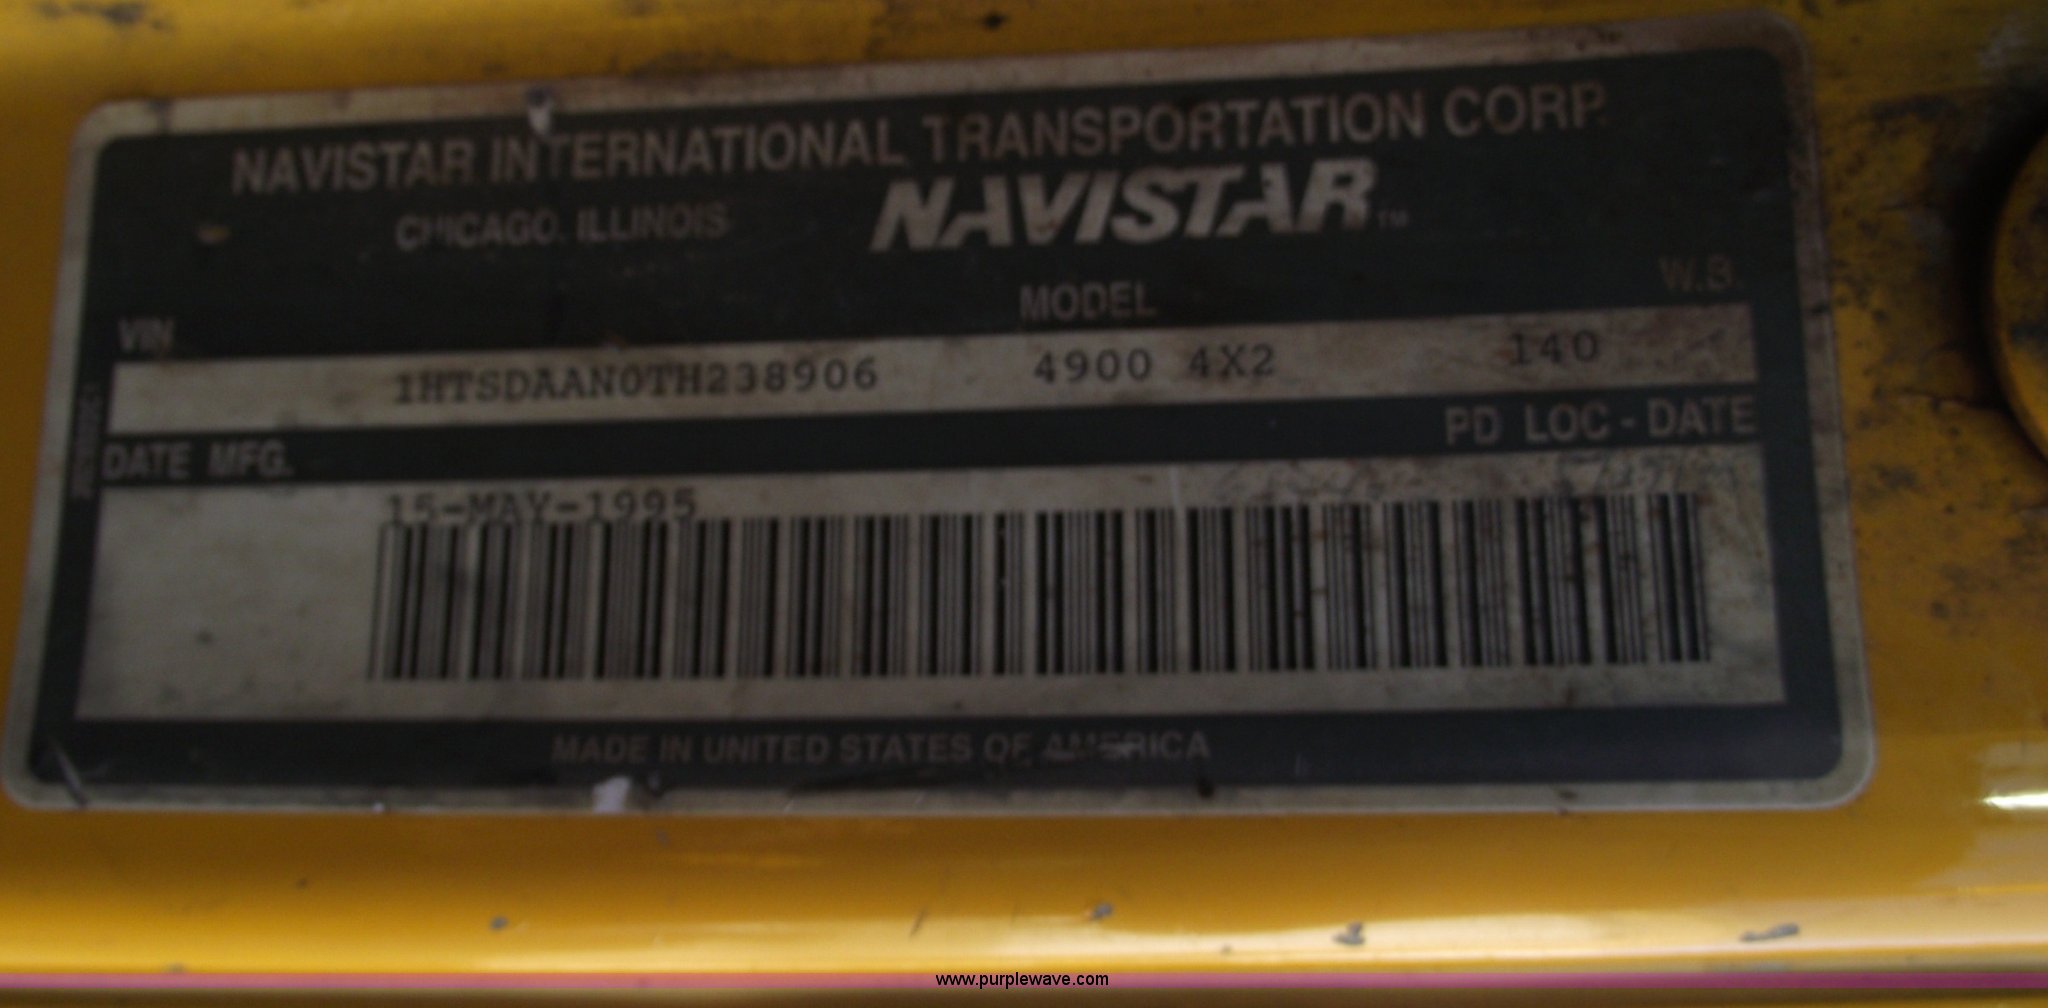 NAVISTAR INTERNATIONAL TRANSPORTATION CORP.
CHICAGO, ILLINOIS NAVISTAR™
VIN MODEL W.B.
1HTSDAAN0TH238906 4900 4X2 140
DATE MFG. PD LOC - DATE
15-MAY-1995
MADE IN UNITED STATES OF AMERICA
www.purplewave.com